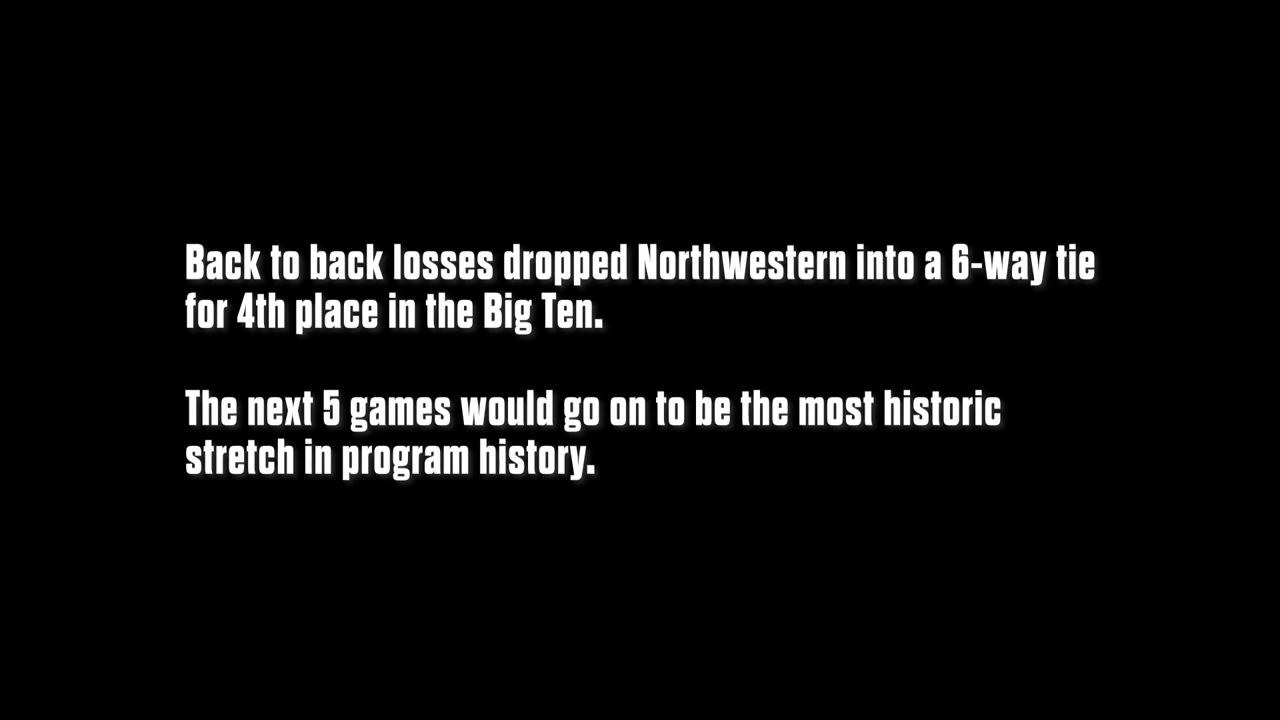 Back to back losses dropped Northwestern into a 6-way tie
for 4th place in the Big Ten.
The next 5 games would go on to be the most historic
stretch in program history.